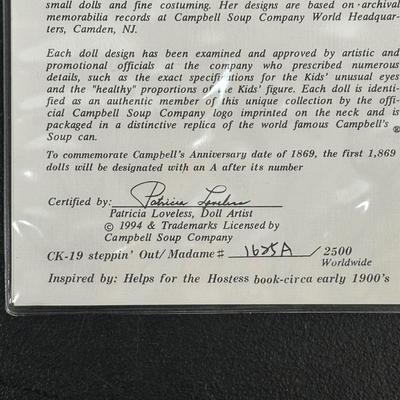 small dolls and fine costuming. Her designs are based on archival
memorabilia records at Campbell Soup Company World Headquar-
ters, Camden, NJ.
Each doll design has been examined and approved by artistic and
promotional officials at the company who prescribed numerous
details, such as the exact specifications for the Kids' unusual eyes
and the "healthy" proportions of the Kids' figure. Each doll is identi-
fied as an authentic member of this unique collection by the offi-
cial Campbell Soup Company logo imprinted on the neck and is
packaged in a distinctive replica of the world famous Campbell's ®
Soup can.
To commemorate Campbell's Anniversary date of 1869, the first 1,869
dolls will be designated with an A after its number
Certified by: Patricia Loveless
Patricia Loveless, Doll Artist
© 1994 & Trademarks Licensed by
Campbell Soup Company
CK-19 steppin' Out/Madame # 1625A / 2500
Worldwide
Inspired by: Helps for the Hostess book-circa early 1900's